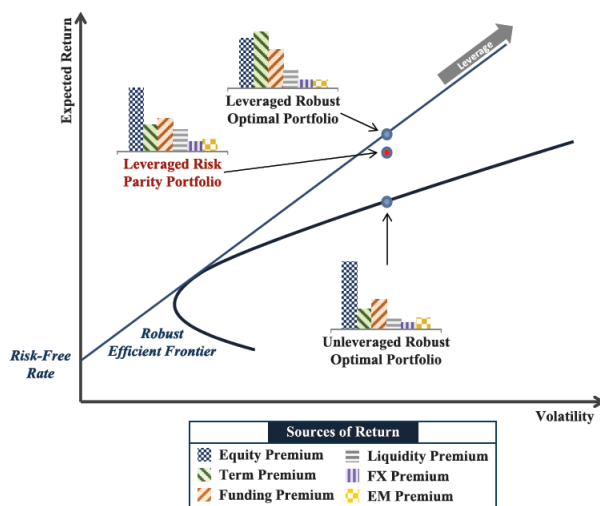 Expected Return
Leverage
Leveraged Robust
Optimal Portfolio
Leveraged Risk
Parity Portfolio
Robust
Efficient Frontier
Unleveraged Robust
Optimal Portfolio
Risk-Free
Rate
Volatility
Sources of Return
Equity Premium
Liquidity Premium
Term Premium
FX Premium
Funding Premium
EM Premium